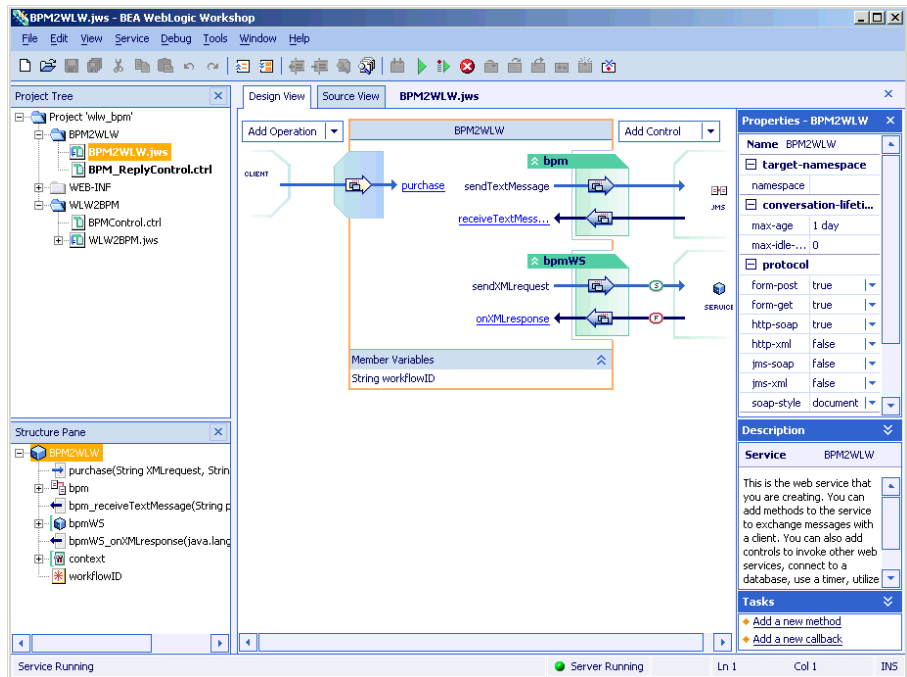 BPM2WLW.jws - BEA WebLogic Workshop
File Edit View Service Debug Tools Window Help
Project Tree
Project 'wlw_bpm'
BPM2WLW
BPM2WLW.jws
BPM_ReplyControl.ctrl
WEB-INF
WLW2BPM
BPMControl.ctrl
WLW2BPM.jws
Structure Pane
BPM2WLW
purchase(String XMLrequest, Strin
bpm
bpm_receiveTextMessage(String p
bpmWS
bpmWS_onXMLresponse(java.lang
context
workflowID
Design View Source View BPM2WLW.jws
Add Operation BPM2WLW Add Control
CLIENT
purchase
bpm
sendTextMessage
receiveTextMess...
JMS
bpmWS
sendXMLrequest
S
onXMLresponse
F
SERVICE
Member Variables
String workflowID
Properties - BPM2WLW
Name BPM2WLW
target-namespace
namespace
conversation-lifeti...
max-age 1 day
max-idle-... 0
protocol
form-post true
form-get true
http-soap true
http-xml false
jms-soap false
jms-xml false
soap-style document
Description
Service BPM2WLW
This is the web service that
you are creating. You can
add methods to the service
to exchange messages with
a client. You can also add
controls to invoke other web
services, connect to a
database, use a timer, utilize
Tasks
Add a new method
Add a new callback
Service Running Server Running Ln 1 Col 1 INS